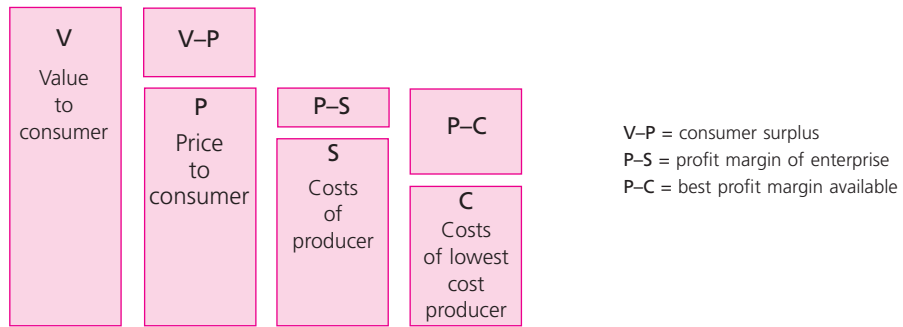 V
Value
to
consumer
V–P
P
Price
to
consumer
P–S
S
Costs
of
producer
P–C
C
Costs
of lowest
cost
producer
V–P = consumer surplus
P–S = profit margin of enterprise
P–C = best profit margin available